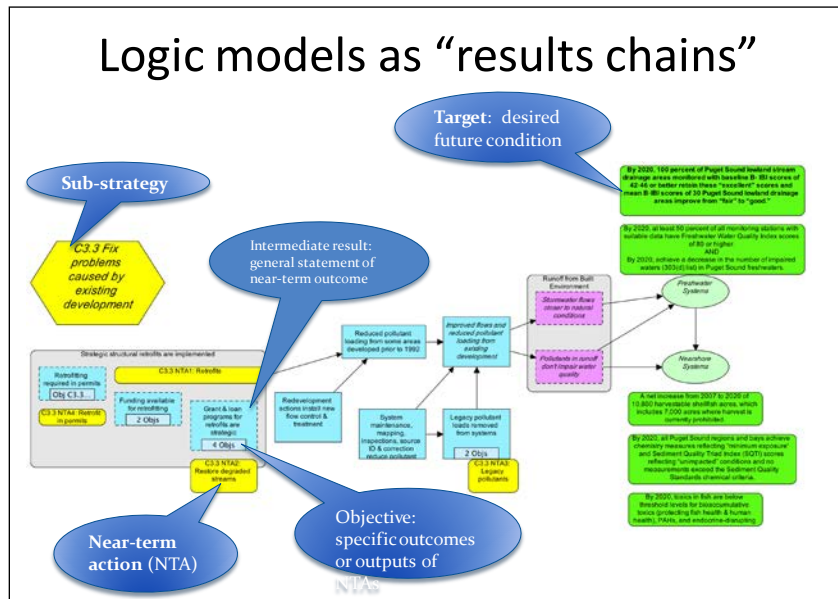 Logic models as “results chains”
Target: desired
future condition
Sub-strategy
C3.3 Fix
problems
caused by
existing
development
Intermediate result:
general statement of
near-term outcome
By 2020, 100 percent of Puget Sound lowland stream
drainage areas monitored with baseline B-IBI scores of
42-46 or better retain these “excellent” scores and
mean B-IBI scores of 30 Puget Sound lowland drainage
areas improve from “fair” to “good.”
By 2020, at least 50 percent of all monitoring stations with
suitable data have Freshwater Water Quality Index scores
of 80 or higher
AND
By 2020, achieve a decrease in the number of impaired
waters (303(d) list) in Puget Sound freshwaters.
Runoff from Built
Environment
Stormwater flows
closer to natural
conditions
Pollutants in runoff
don't impair water
quality
Freshwater
Systems
Nearshore
Systems
Strategic structural retrofits are implemented
Retrofitting
required in permits
Obj C3.3...
C3.3 NTA4: Retrofit
in permits
C3.3 NTA1: Retrofits
Funding available
for retrofitting
2 Objs
Grant & loan
programs for
retrofits are
strategic
4 Objs
C3.3 NTA2:
Restore degraded
streams
Reduced pollutant
loading from some areas
developed prior to 1992
Redevelopment
actions install new
flow control &
treatment
Improved flows and
reduced pollutant
loading from
existing
development
System
maintenance,
mapping,
inspections, source
ID & correction
reduce pollutant
Legacy pollutant
loads removed from
systems
2 Objs
C3.3 NTA3:
Legacy
pollutants
A net increase from 2007 to 2020 of
10,800 harvestable shellfish acres, which
includes 7,000 acres where harvest is
currently prohibited.
By 2020, all Puget Sound regions and bays achieve
chemistry measures reflecting “minimum exposure”
and Sediment Quality Triad Index (SQTI) scores
reflecting “unimpacted” conditions and no
measurements exceed the Sediment Quality
Standards chemical criteria.
By 2020, toxics in fish are below
threshold levels for bioaccumulative
toxics (protecting fish health & human
health), PAHs, and endocrine-disrupting
Near-term
action (NTA)
Objective:
specific outcomes
or outputs of
NTAs